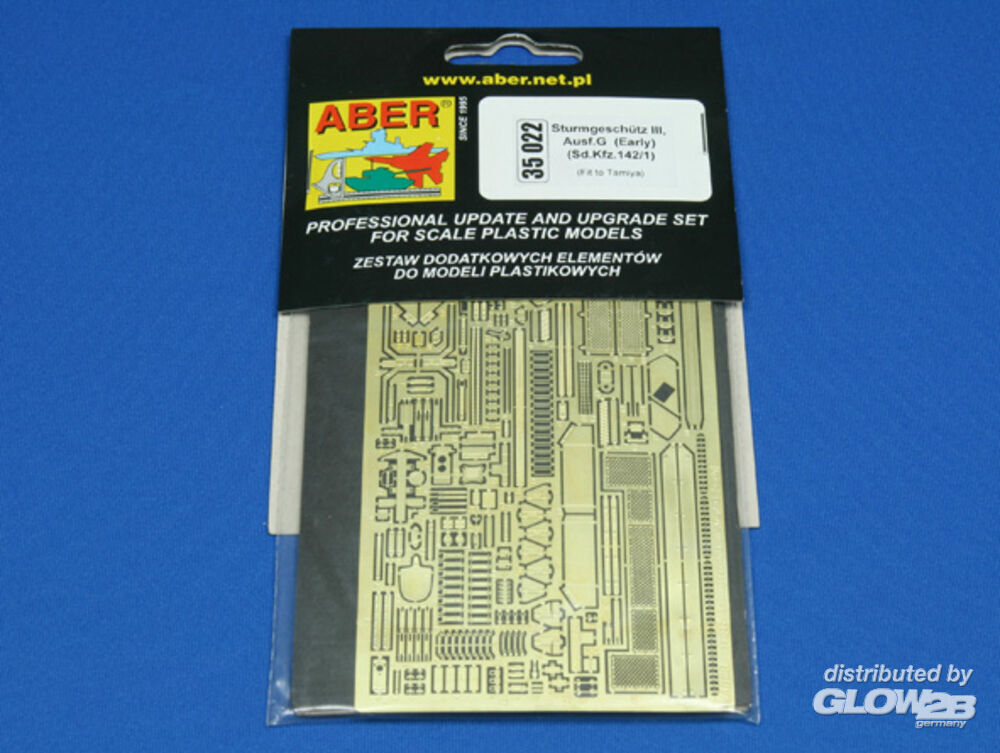 www.aber.net.pl
ABER®
SINCE 1995
35 022
Sturmgeschütz III,
Ausf.G (Early)
(Sd.Kfz.142/1)
(Fit to Tamiya)
PROFESSIONAL UPDATE AND UPGRADE SET
FOR SCALE PLASTIC MODELS
ZESTAW DODATKOWYCH ELEMENTÓW
DO MODELI PLASTIKOWYCH
distributed by
GLOW2B
germany